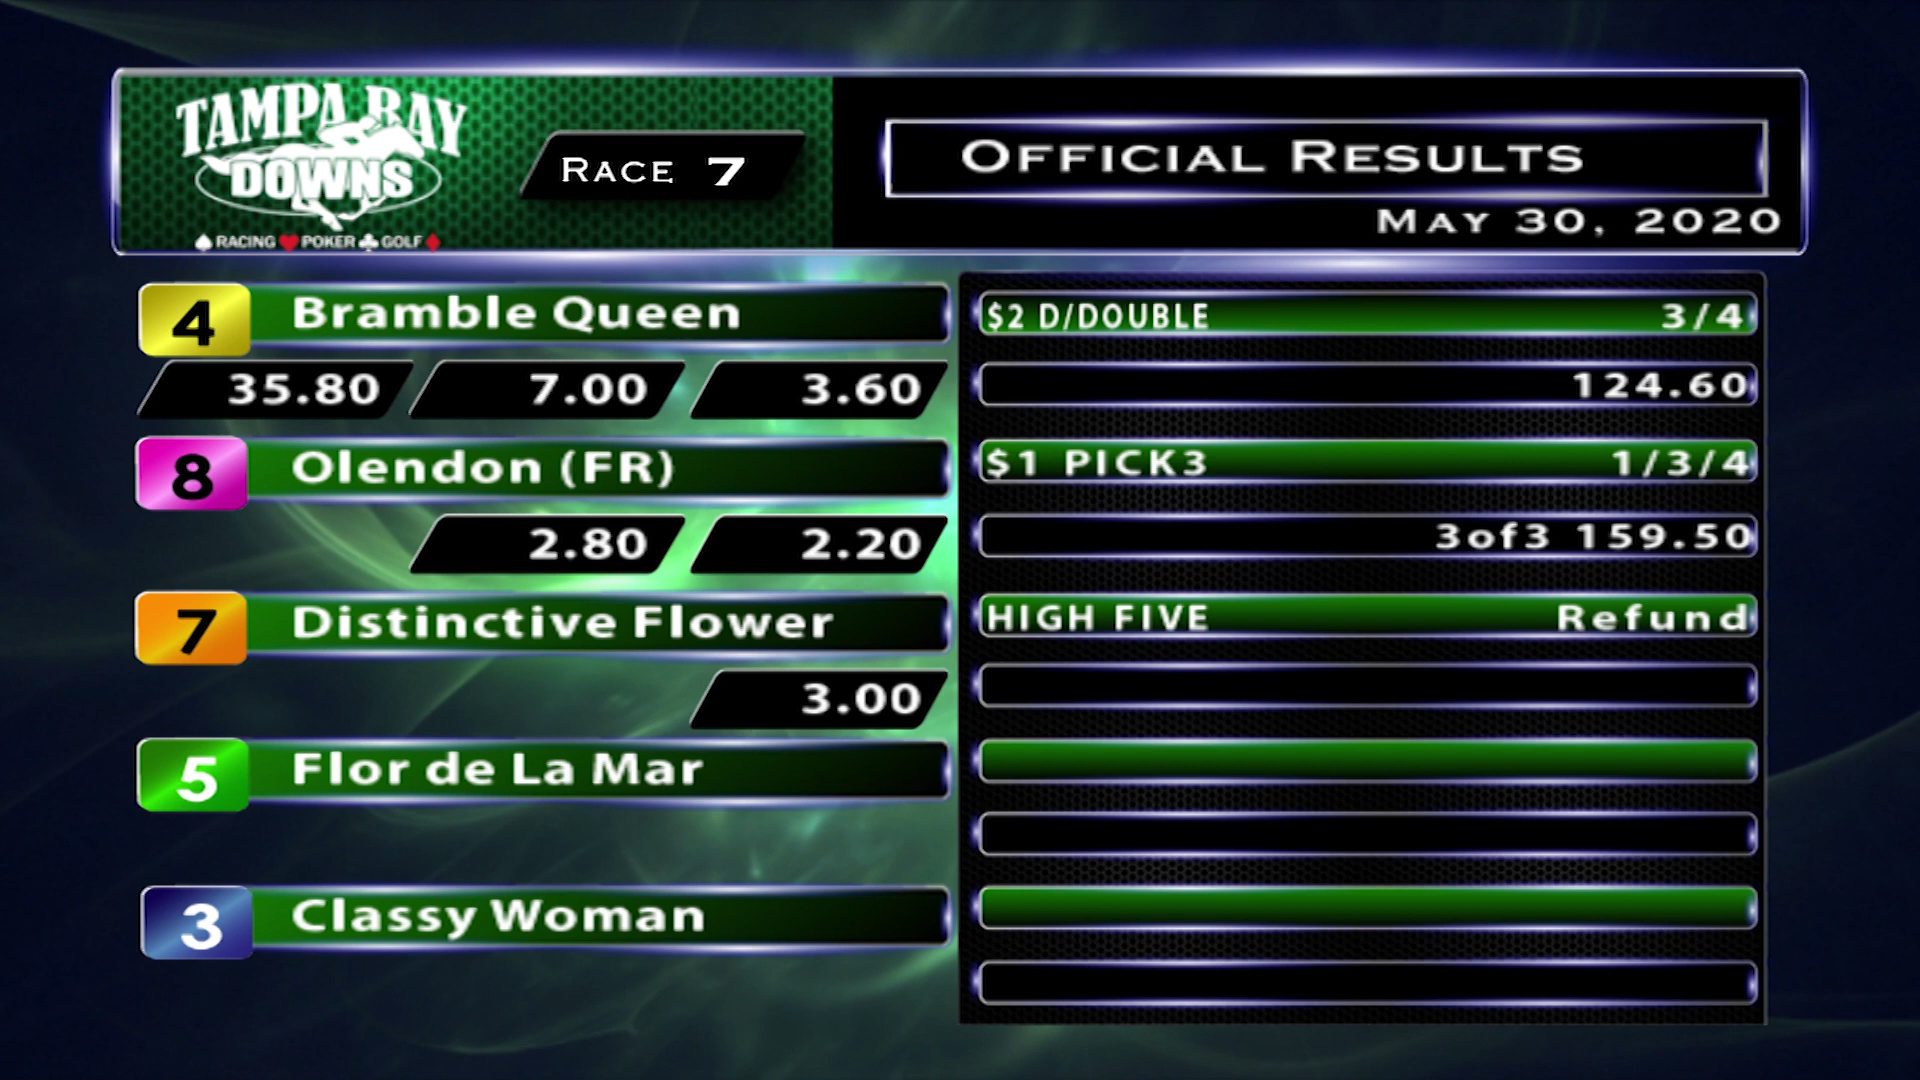 TAMPA BAY
DOWNS
RACING POKER GOLF
RACE 7
OFFICIAL RESULTS
MAY 30, 2020
4 Bramble Queen
35.80 7.00 3.60
8 Olendon (FR)
2.80 2.20
7 Distinctive Flower
3.00
5 Flor de La Mar
3 Classy Woman
$2 D/DOUBLE 3/4
124.60
$1 PICK3 1/3/4
3of3 159.50
HIGH FIVE Refund